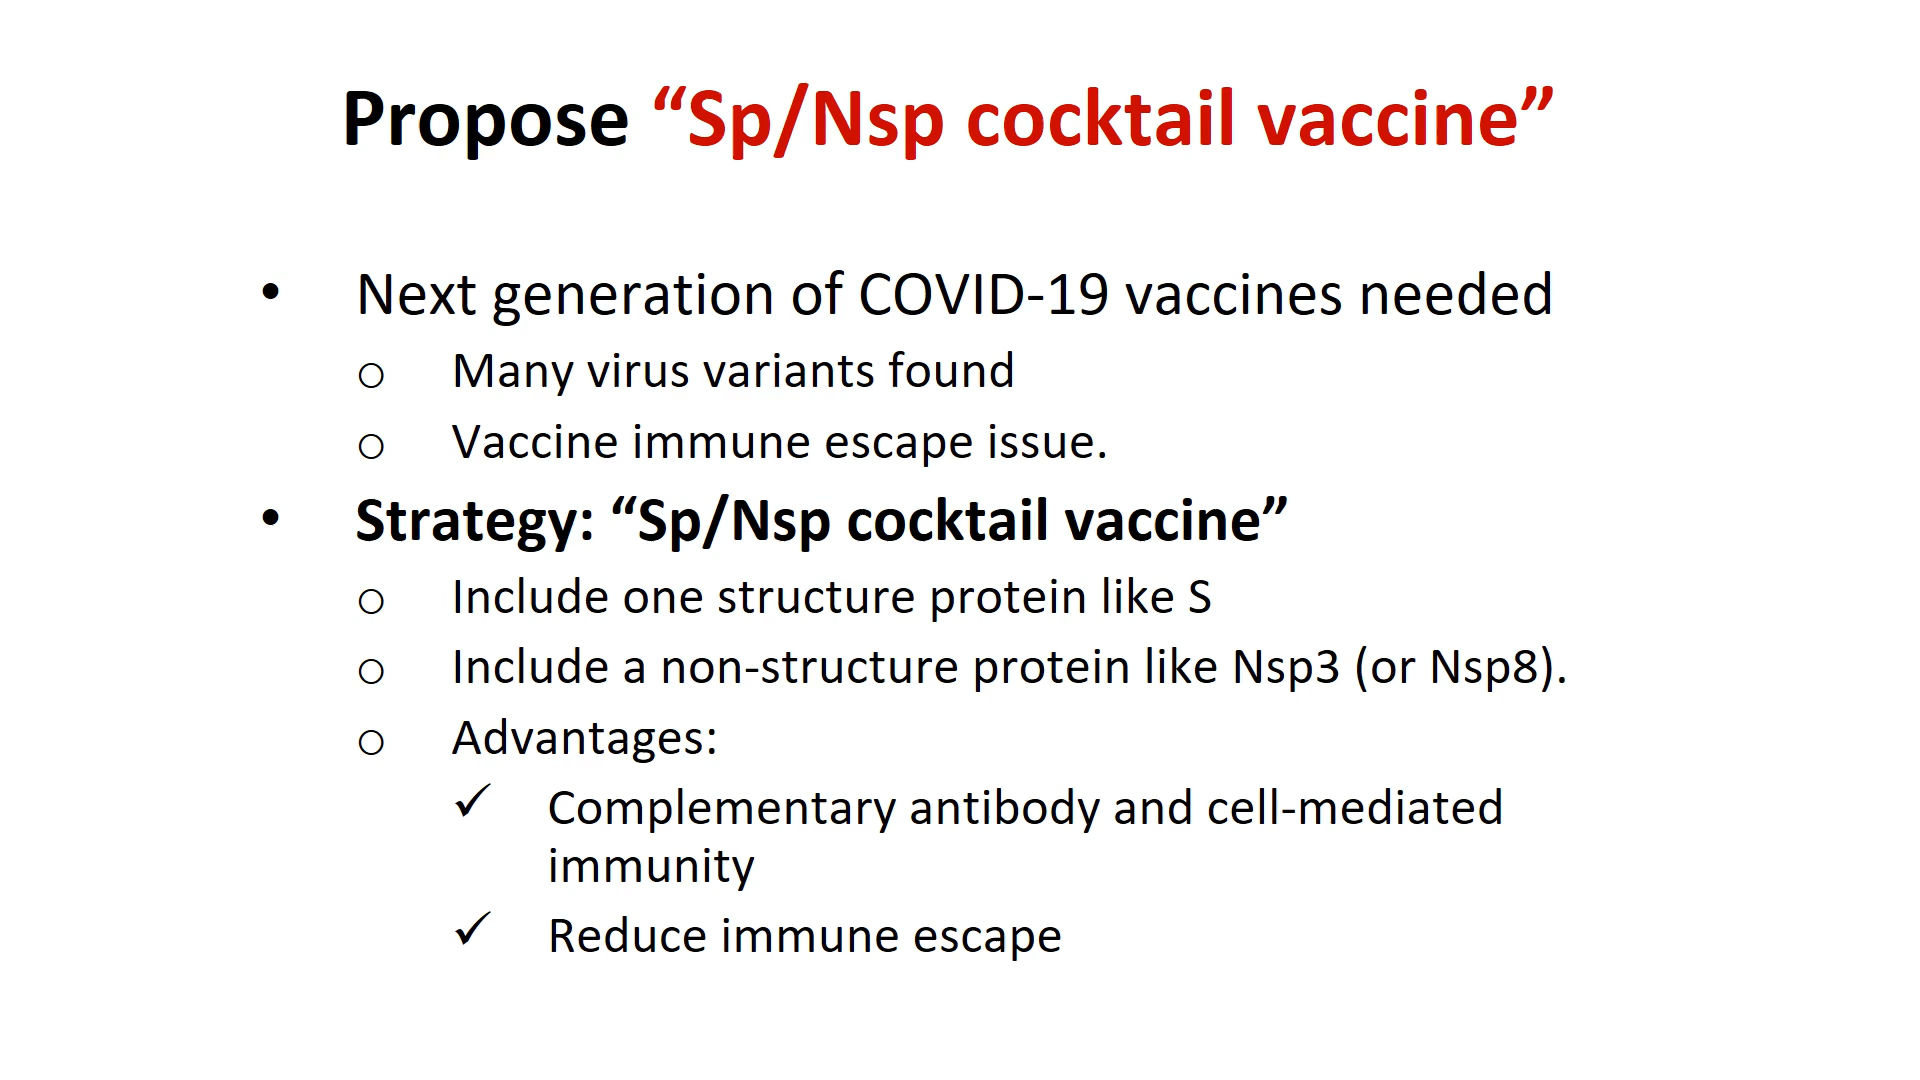 Propose “Sp/Nsp cocktail vaccine”
• Next generation of COVID-19 vaccines needed
o Many virus variants found
o Vaccine immune escape issue.
• Strategy: “Sp/Nsp cocktail vaccine”
o Include one structure protein like S
o Include a non-structure protein like Nsp3 (or Nsp8).
o Advantages:
✓ Complementary antibody and cell-mediated
immunity
✓ Reduce immune escape